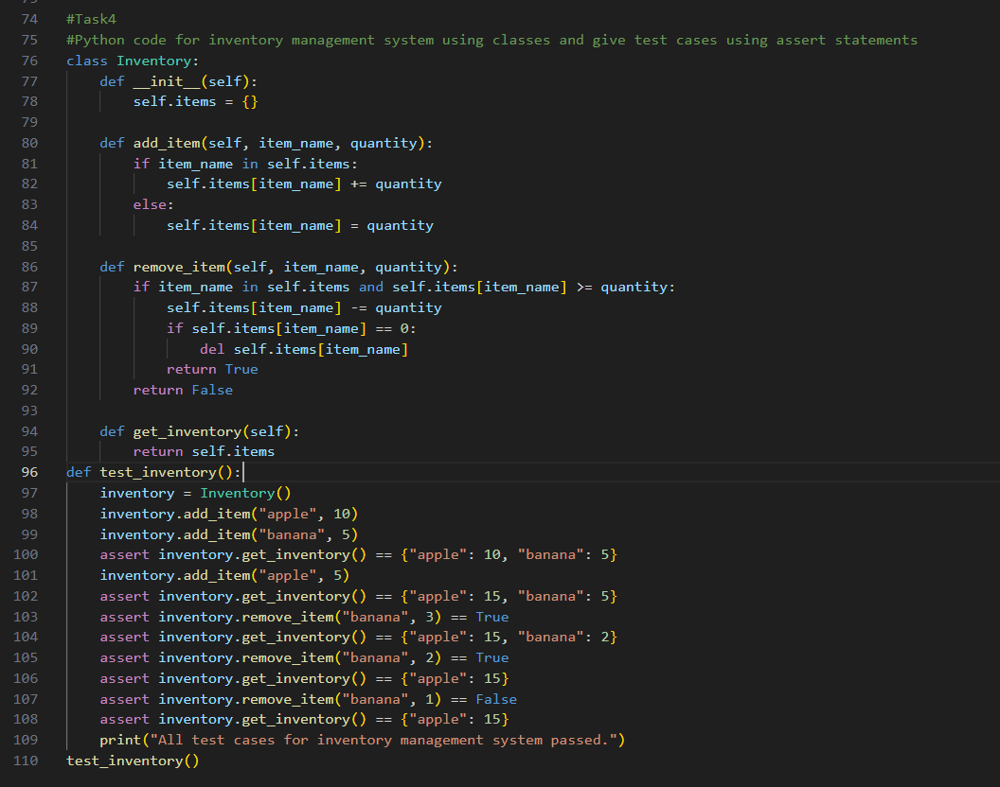 74 #Task4
75 #Python code for inventory management system using classes and give test cases using assert statements
76 class Inventory:
77     def __init__(self):
78         self.items = {}
79
80     def add_item(self, item_name, quantity):
81         if item_name in self.items:
82             self.items[item_name] += quantity
83         else:
84             self.items[item_name] = quantity
85
86     def remove_item(self, item_name, quantity):
87         if item_name in self.items and self.items[item_name] >= quantity:
88             self.items[item_name] -= quantity
89             if self.items[item_name] == 0:
90                 del self.items[item_name]
91             return True
92         return False
93
94     def get_inventory(self):
95         return self.items
96 def test_inventory():
97     inventory = Inventory()
98     inventory.add_item("apple", 10)
99     inventory.add_item("banana", 5)
100     assert inventory.get_inventory() == {"apple": 10, "banana": 5}
101     inventory.add_item("apple", 5)
102     assert inventory.get_inventory() == {"apple": 15, "banana": 5}
103     assert inventory.remove_item("banana", 3) == True
104     assert inventory.get_inventory() == {"apple": 15, "banana": 2}
105     assert inventory.remove_item("banana", 2) == True
106     assert inventory.get_inventory() == {"apple": 15}
107     assert inventory.remove_item("banana", 1) == False
108     assert inventory.get_inventory() == {"apple": 15}
109     print("All test cases for inventory management system passed.")
110 test_inventory()